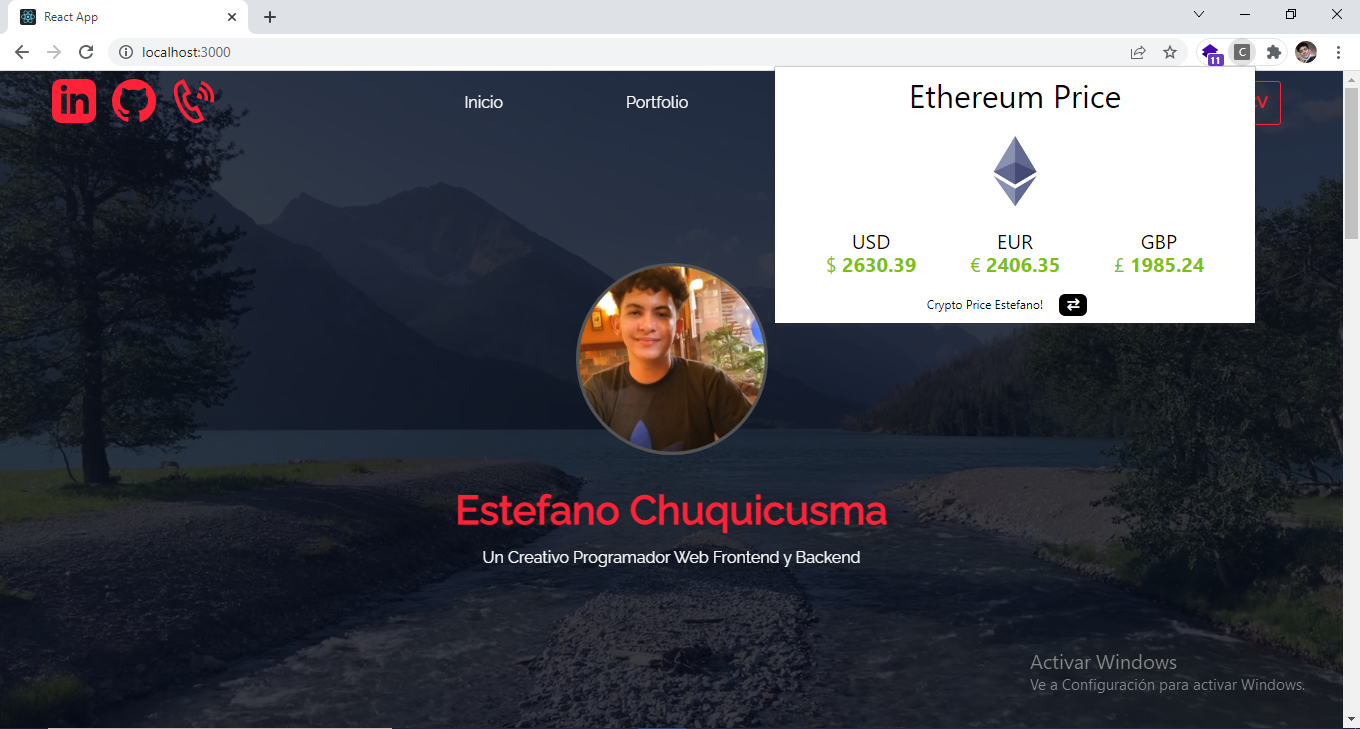 React App
localhost:3000
11
C
in
Inicio
Portfolio
Ethereum Price
USD
EUR
GBP
$ 2630.39
€ 2406.35
£ 1985.24
Crypto Price Estefano!
Estefano Chuquicusma
Un Creativo Programador Web Frontend y Backend
Activar Windows
Ve a Configuración para activar Windows.